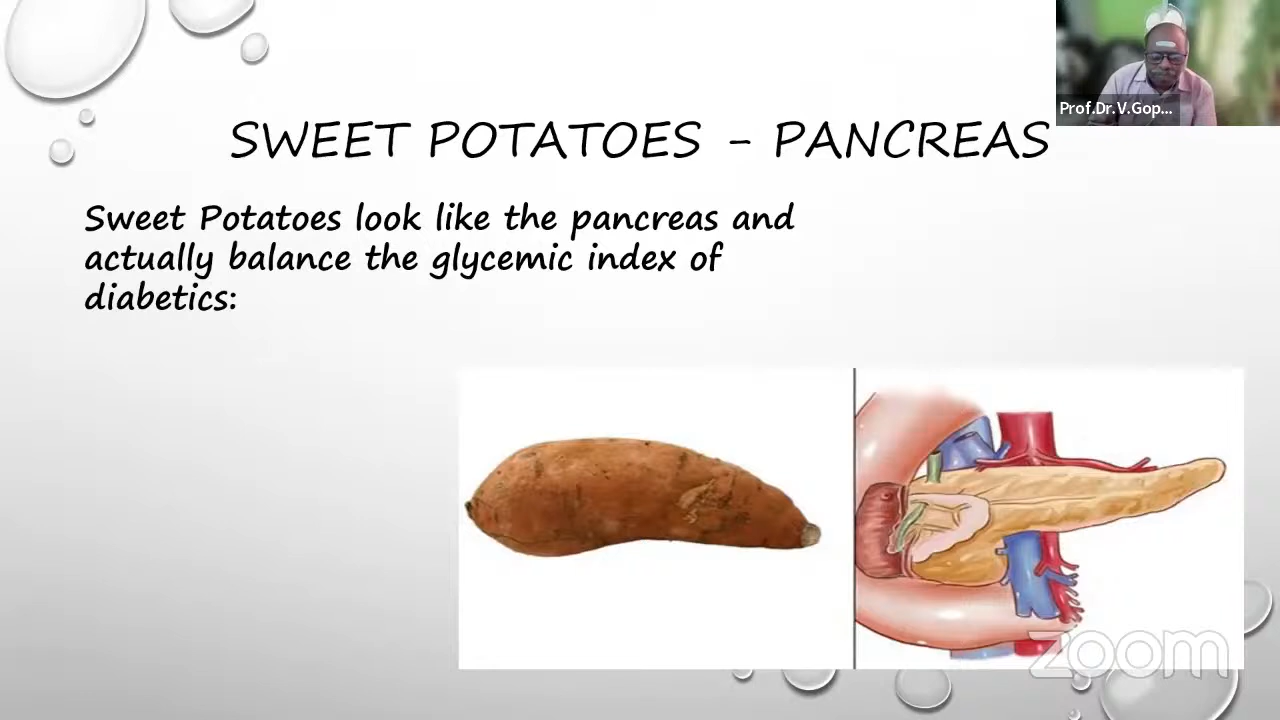 Prof.Dr.V.Gop...
SWEET POTATOES - PANCREAS
Sweet Potatoes look like the pancreas and
actually balance the glycemic index of
diabetics:
zoom